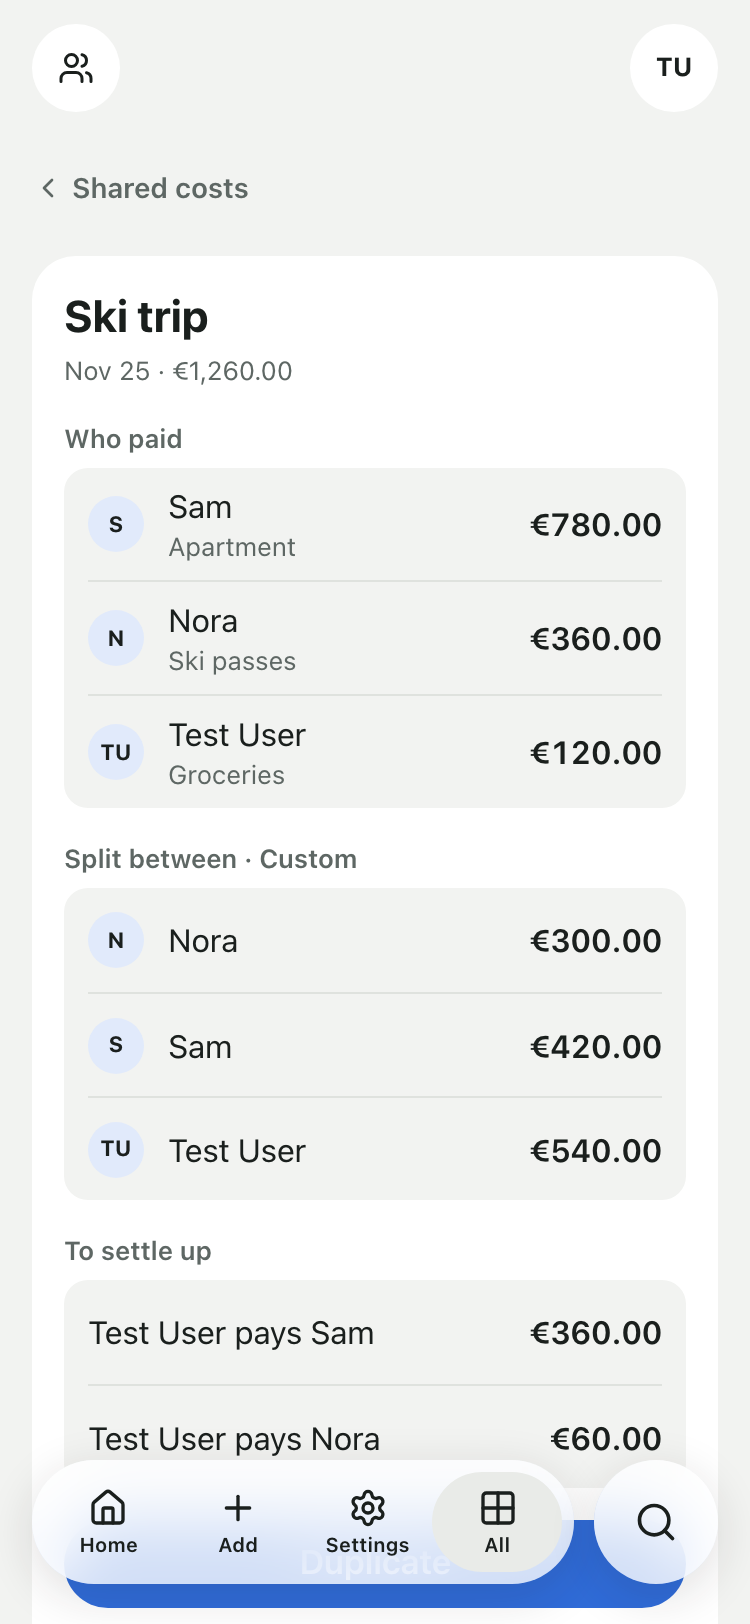 TU
Shared costs
Ski trip
Nov 25 · €1,260.00
Who paid
S
Sam
Apartment
€780.00
N
Nora
Ski passes
€360.00
TU
Test User
Groceries
€120.00
Split between · Custom
N
Nora
€300.00
S
Sam
€420.00
TU
Test User
€540.00
To settle up
Test User pays Sam
€360.00
Test User pays Nora
€60.00
Duplicate
Home
Add
Settings
All